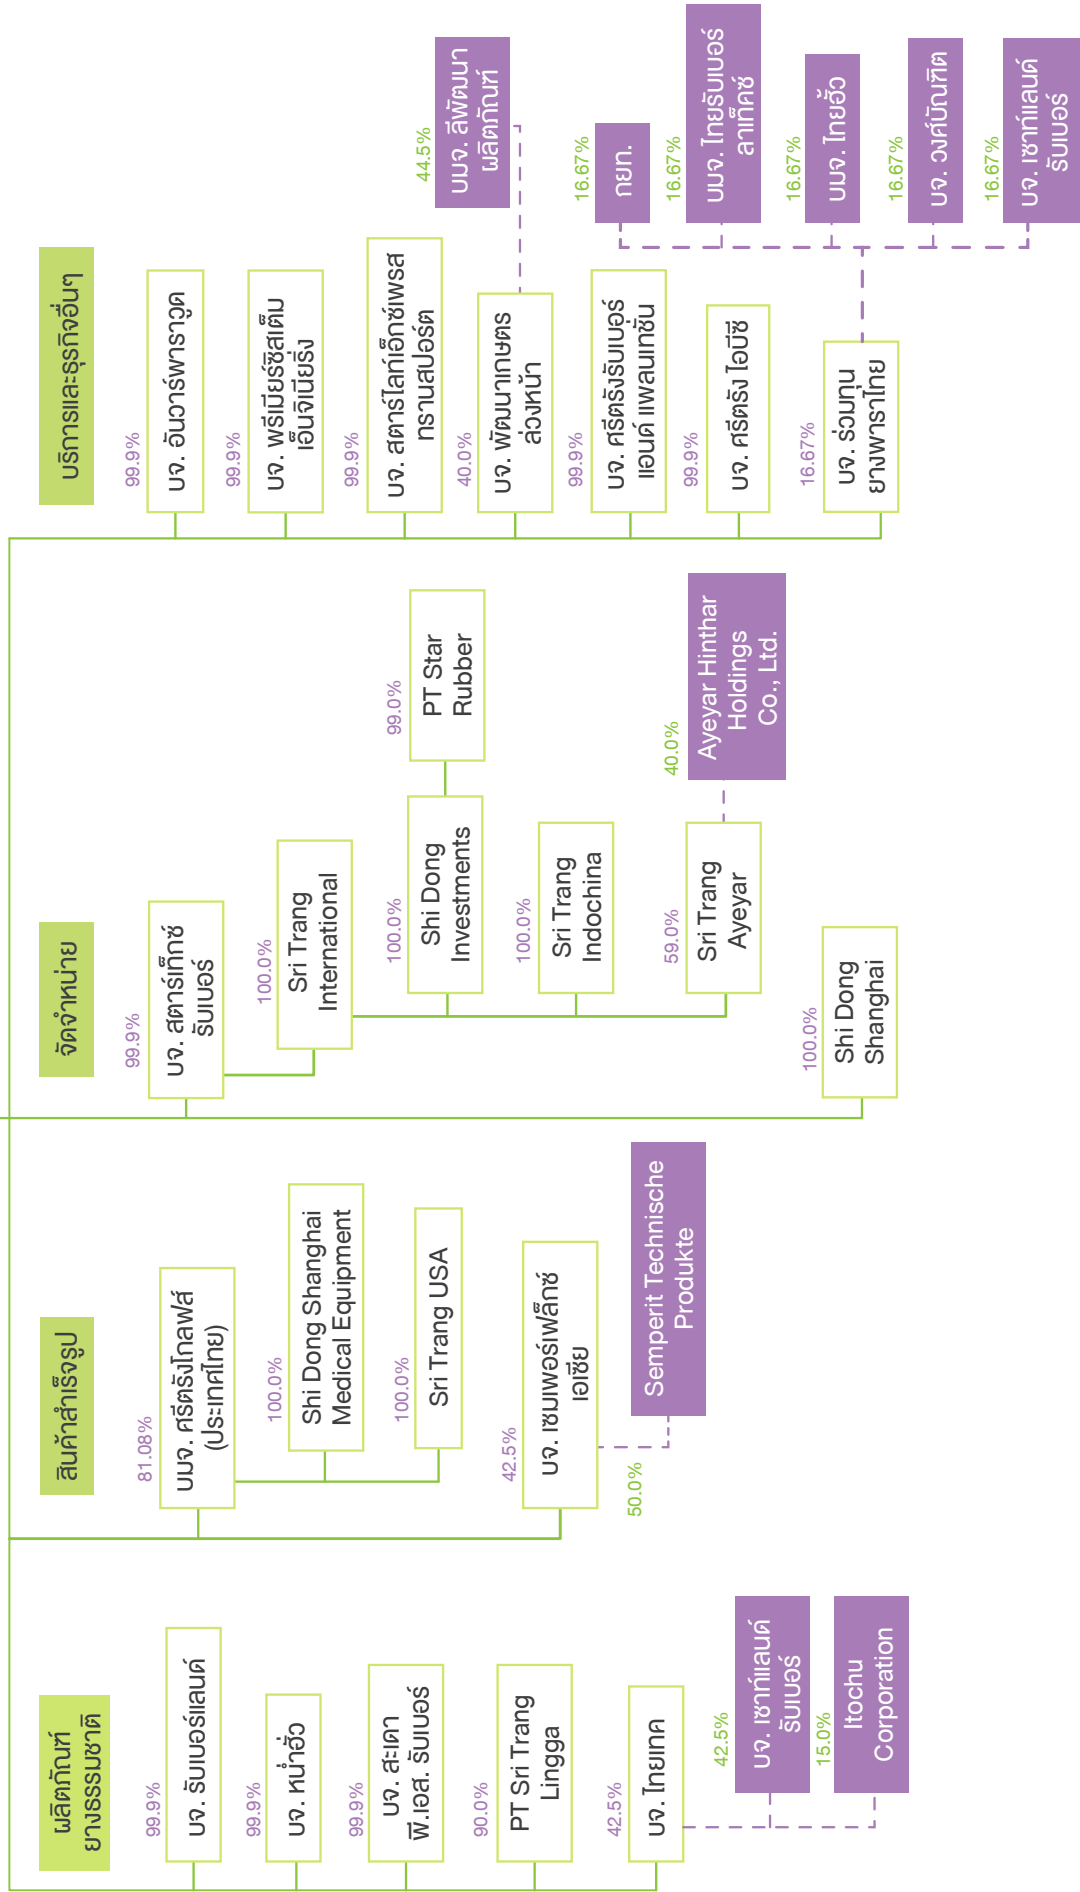 ผลิตภัณฑ์
ยางธรรมชาติ
99.9%
บจ. รับเบอร์แลนด์
99.9%
บจ. หน่ำฮั่ว
99.9%
บจ. สะเดา
พี.เอส. รับเบอร์
90.0%
PT Sri Trang
Lingga
42.5%
บจ. ไทยเทค
42.5%
บจ. เซาท์แลนด์
รับเบอร์
15.0%
Itochu
Corporation
สินค้าสำเร็จรูป
81.08%
บมจ. ศรีตรังโกลฟส์
(ประเทศไทย)
100.0%
Shi Dong Shanghai
Medical Equipment
100.0%
Sri Trang USA
42.5%
บจ. เซมเพอร์เฟล็กซ์
เอเซีย
50.0%
Semperit Technische
Produkte
จัดจำหน่าย
99.9%
บจ. สตาร์เท็กซ์
รับเบอร์
100.0%
Sri Trang
International
100.0%
Shi Dong
Investments
99.0%
PT Star
Rubber
100.0%
Sri Trang
Indochina
59.0%
Sri Trang
Ayeyar
40.0%
Ayeyar Hinthar
Holdings
Co., Ltd.
100.0%
Shi Dong
Shanghai
บริการและธุรกิจอื่นๆ
99.9%
บจ. อันวาร์พาราวูด
99.9%
บจ. พรีเมียร์ซิสเต็ม
เอ็นจิเนียริ่ง
99.9%
บจ. สตาร์ไลท์เอ็กซ์เพรส
ทรานสปอร์ต
40.0%
บจ. พัฒนาเกษตร
ล่วงหน้า
44.5%
บมจ. ลีพัฒนา
ผลิตภัณฑ์
99.9%
บจ. ศรีตรังรับเบอร์
แอนด์ แพลนเทชั่น
99.9%
บจ. ศรีตรัง ไอบีซี
16.67%
บจ. ร่วมทุน
ยางพาราไทย
16.67%
กยท.
16.67%
บมจ. ไทยรับเบอร์
ลาเท็คซ์
16.67%
บมจ. ไทยฮั้ว
16.67%
บจ. วงศ์บัณฑิต
16.67%
บจ. เซาท์แลนด์
รับเบอร์